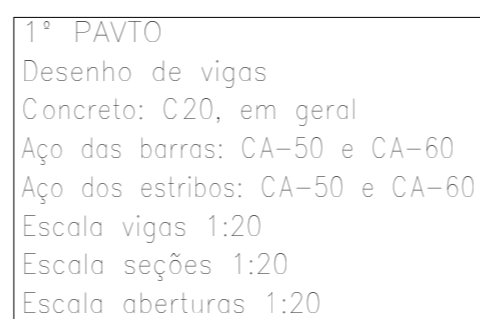 1º PAVTO
Desenho de vigas
Concreto: C20, em geral
Aço das barras: CA-50 e CA-60
Aço dos estribos: CA-50 e CA-60
Escala vigas 1:20
Escala seções 1:20
Escala aberturas 1:20